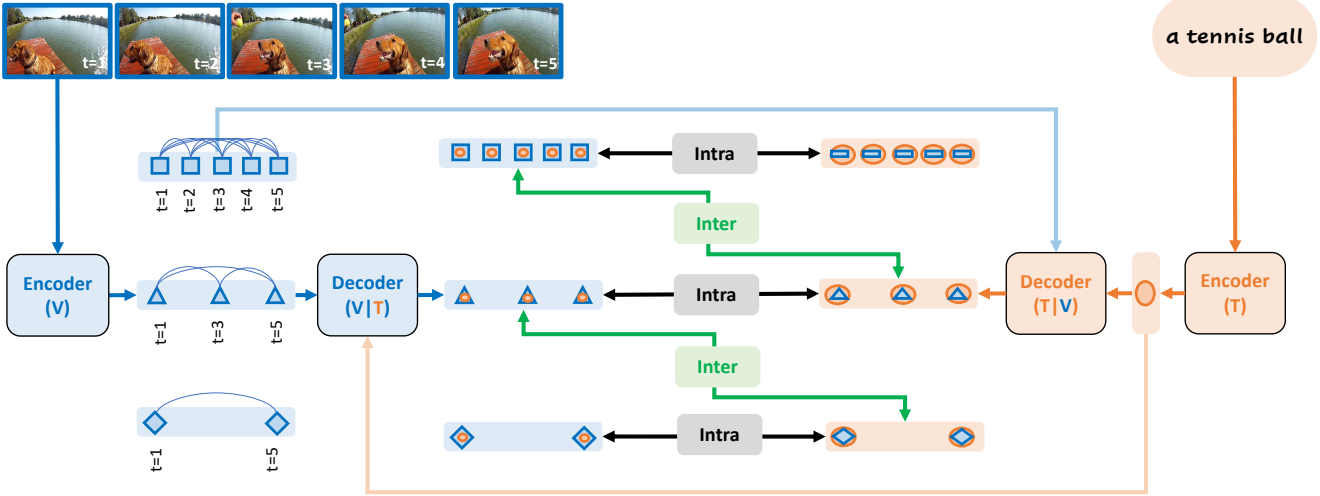 t=1
t=2
t=3
t=4
t=5
a tennis ball
Intra
t=1
t=2
t=3
t=4
t=5
Inter
Encoder
(V)
Decoder
(V|T)
Intra
Decoder
(T|V)
Encoder
(T)
t=1
t=3
t=5
Inter
Intra
t=1
t=5